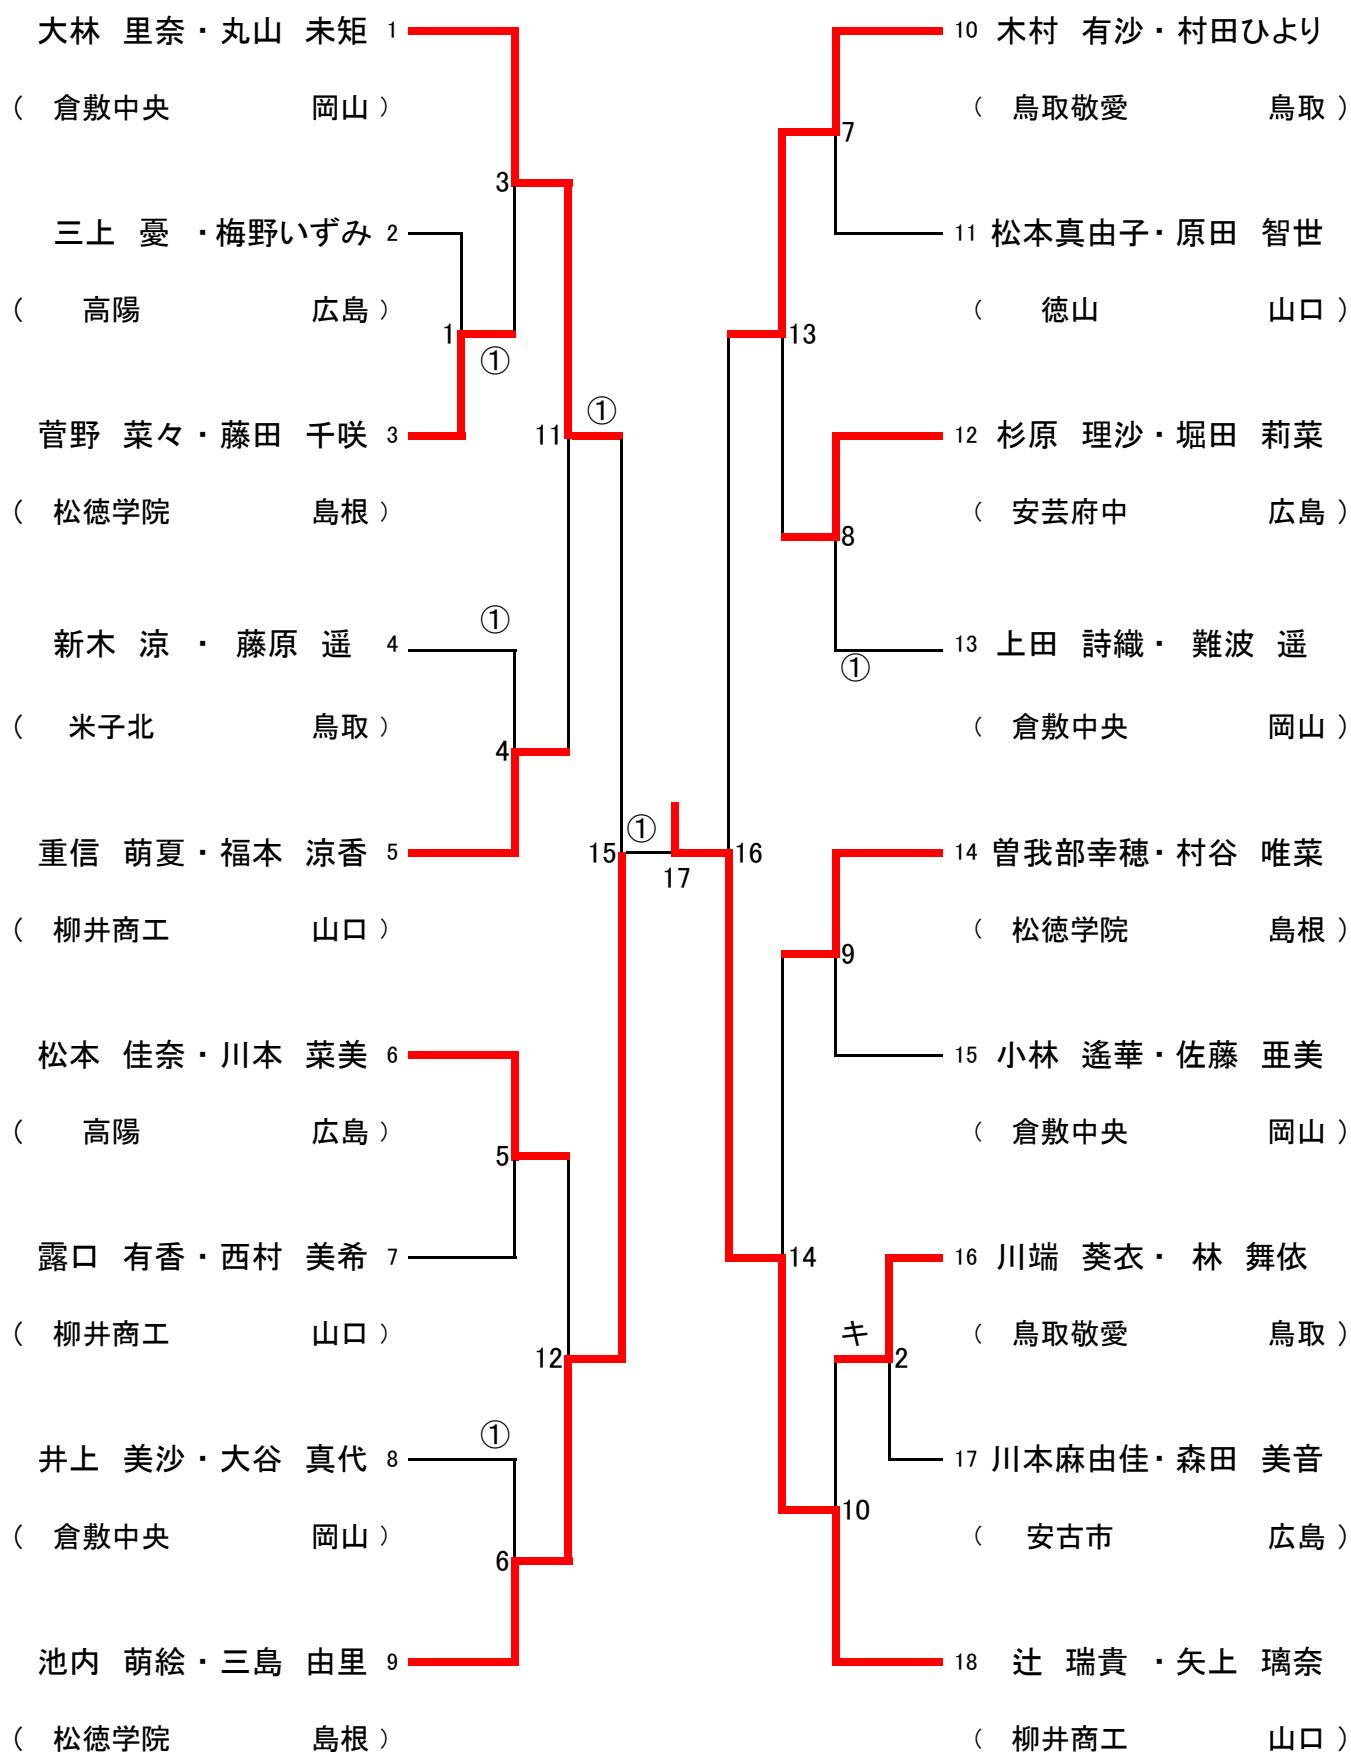 大林 里奈・丸山 未矩 1
( 倉敷中央 岡山 )
3
三上 憂 ・梅野いずみ 2
( 高陽 広島 )
1
①
菅野 菜々・藤田 千咲 3
①
11
( 松徳学院 島根 )
新木 涼 ・ 藤原 遥 4
①
( 米子北 鳥取 )
4
重信 萌夏・福本 涼香 5
( 柳井商工 山口 )
松本 佳奈・川本 菜美 6
( 高陽 広島 )
5
露口 有香・西村 美希 7
( 柳井商工 山口 )
12
井上 美沙・大谷 真代 8
①
( 倉敷中央 岡山 )
6
池内 萌絵・三島 由里 9
( 松徳学院 島根 )
15
①
17
16
10 木村 有沙・村田ひより
( 鳥取敬愛 鳥取 )
7
11 松本真由子・原田 智世
( 徳山 山口 )
13
12 杉原 理沙・堀田 莉菜
( 安芸府中 広島 )
8
13 上田 詩織・ 難波 遥
①
( 倉敷中央 岡山 )
14 曽我部幸穂・村谷 唯菜
( 松徳学院 島根 )
9
15 小林 遙華・佐藤 亜美
( 倉敷中央 岡山 )
14
16 川端 葵衣・ 林 舞依
( 鳥取敬愛 鳥取 )
キ
2
17 川本麻由佳・森田 美音
( 安古市 広島 )
10
18 辻 瑞貴 ・矢上 璃奈
( 柳井商工 山口 )